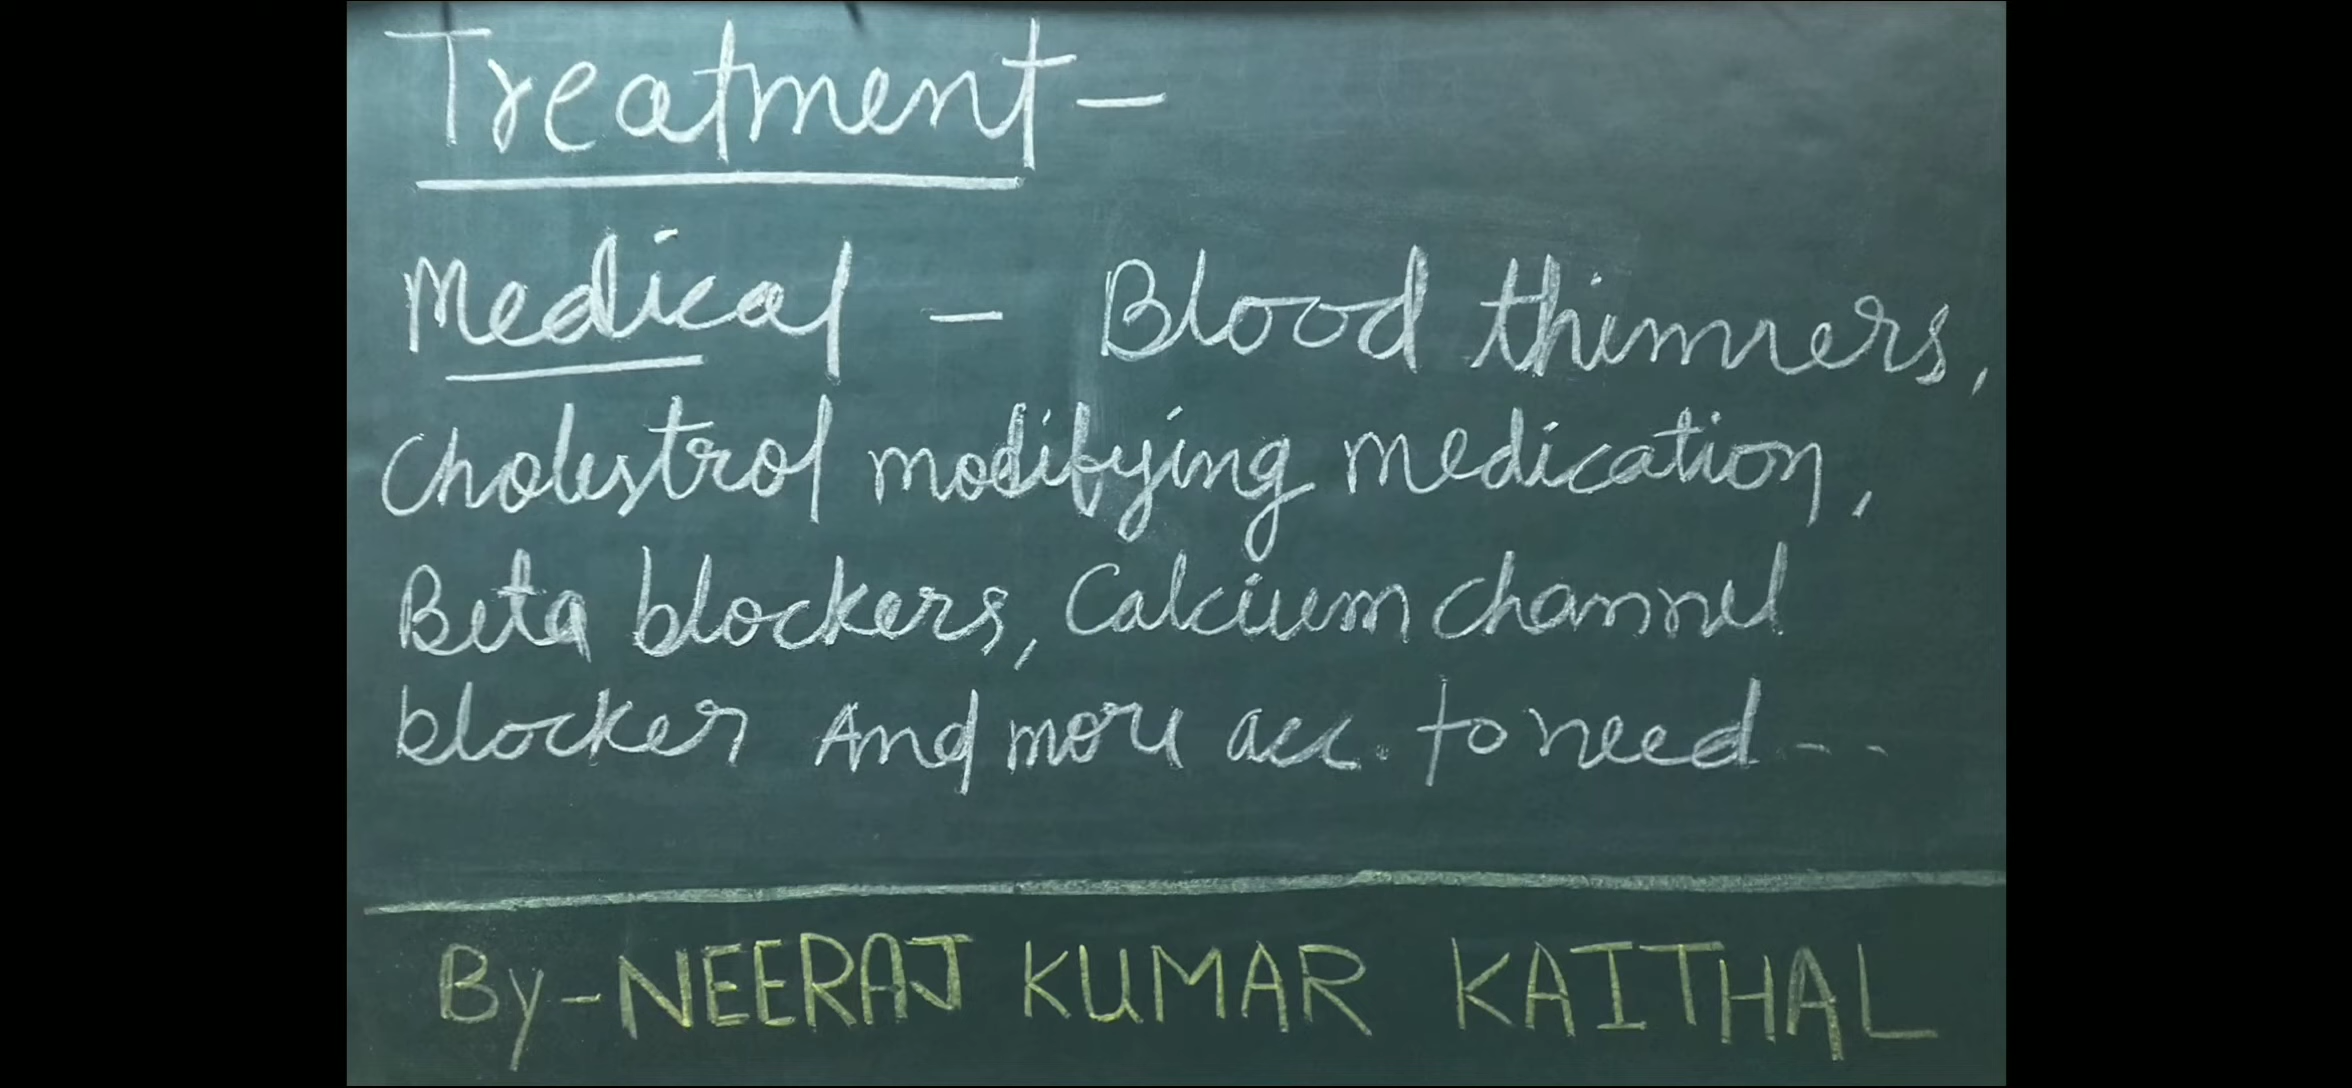 Treatment-
Medical - Blood thinners,
Cholestrol modifying medication,
Beta blockers, Calcium channel
blocker And more acc. to need---
By-NEERAJ KUMAR KAITHAL